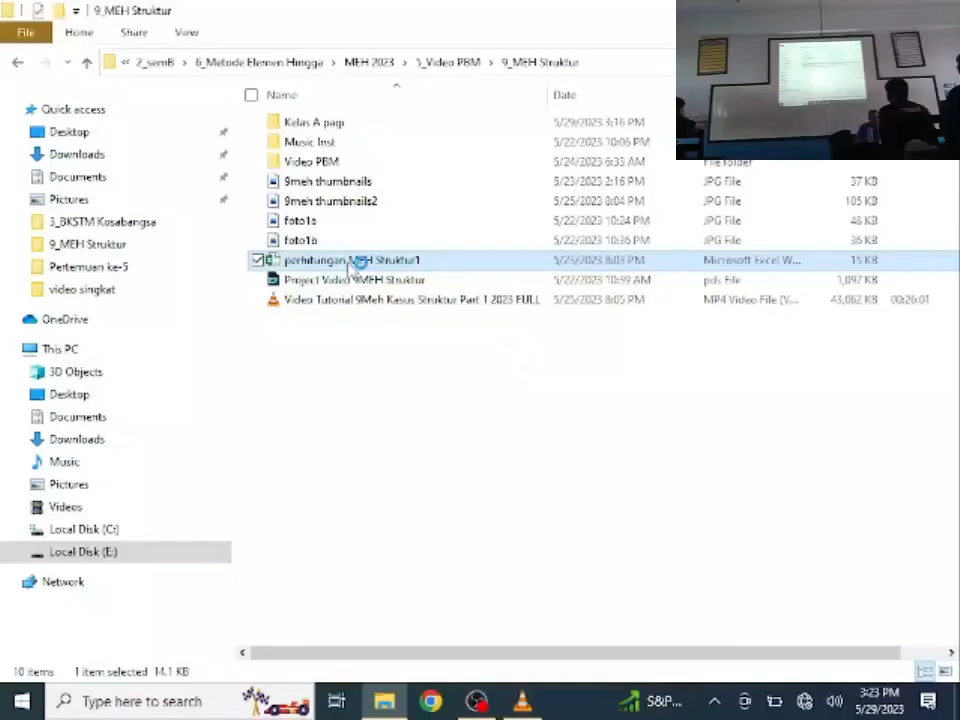 9_MEH Struktur
File Home Share View
« 2_semB > 6_Metode Elemen Hingga > MEH 2023 > 5_Video PBM > 9_MEH Struktur
Name Date
Quick access
Desktop
Downloads
Documents
Pictures
3_BKSTM Kosabangsa
9_MEH Struktur
Pertemuan ke-5
video singkat
OneDrive
This PC
3D Objects
Desktop
Documents
Downloads
Music
Pictures
Videos
Local Disk (C:)
Local Disk (E:)
Network
Kelas A pagi 5/29/2023 3:16 PM
Music Inst 5/22/2023 10:06 PM
Video PBM 5/24/2023 6:33 AM File folder
9meh thumbnails 5/23/2023 2:16 PM JPG File 37 KB
9meh thumbnails2 5/25/2023 8:04 PM JPG File 105 KB
foto1a 5/22/2023 10:24 PM JPG File 48 KB
foto1b 5/22/2023 10:36 PM JPG File 36 KB
perhitungan MEH Struktur1 5/23/2023 8:03 PM Microsoft Excel W... 15 KB
Project Video 9MEH Struktur 5/22/2023 10:39 AM pds File 1,097 KB
Video Tutorial 9Meh Kasus Struktur Part 1 2023 FULL 5/25/2023 8:05 PM MP4 Video File (V... 43,062 KB 00:26:01
10 items 1 item selected 14.1 KB
Type here to search
S&P...
3:23 PM
5/29/2023